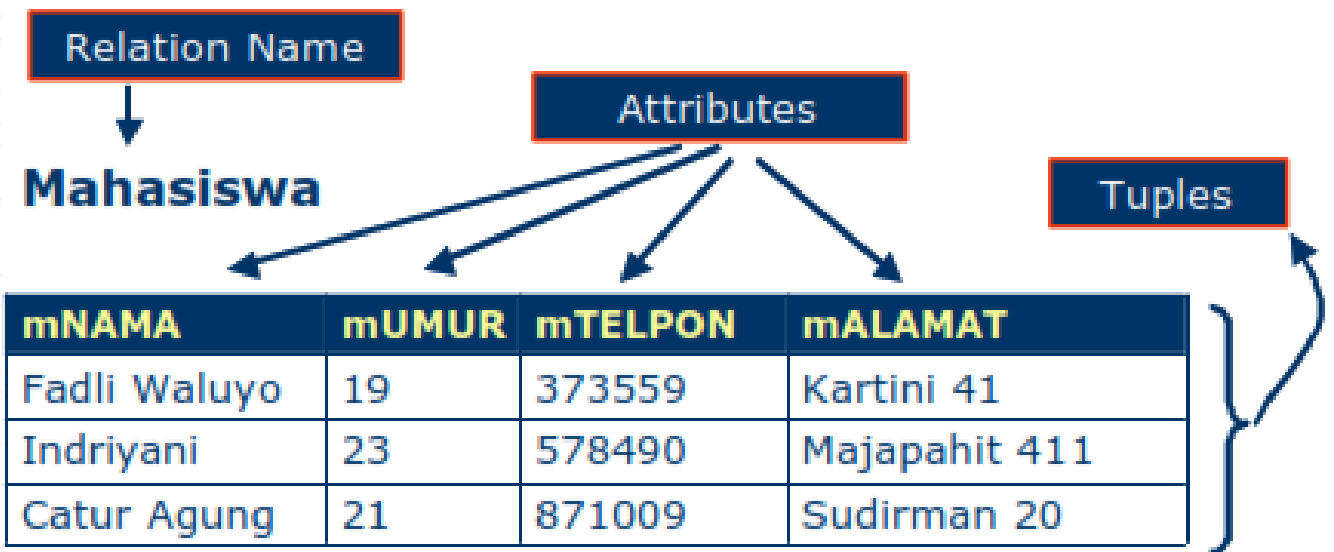 Relation Name
Attributes
Mahasiswa
Tuples
mNAMA mUMUR mTELPON mALAMAT
Fadli Waluyo 19 373559 Kartini 41
Indriyani 23 578490 Majapahit 411
Catur Agung 21 871009 Sudirman 20